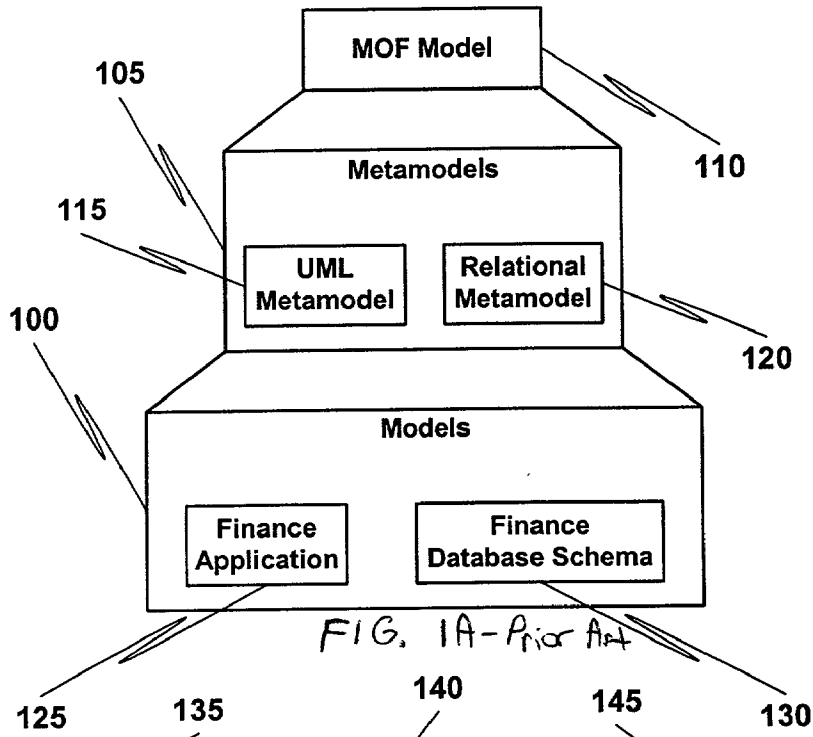 MOF Model
105
110
Metamodels
115
UML
Metamodel
Relational
Metamodel
100
120
Models
Finance
Application
Finance
Database Schema
FIG. 1A-Prior Art
125
135
140
145
130